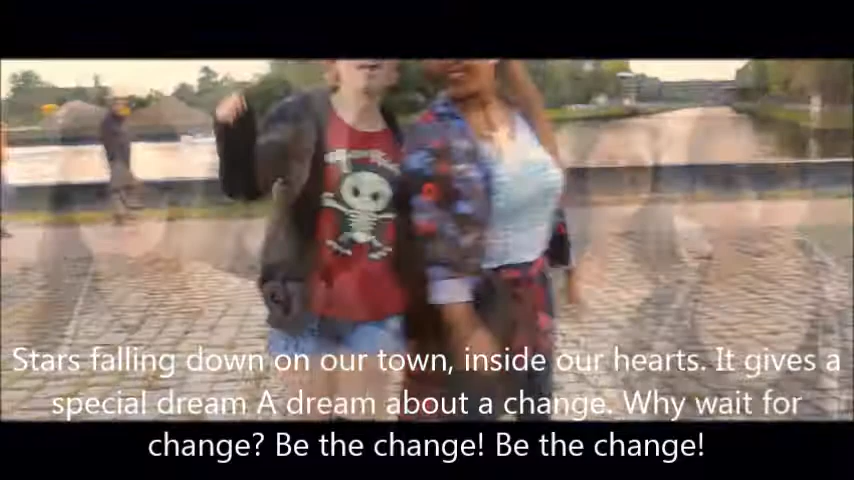 Stars falling down on our town, inside our hearts. It gives a
special dream A dream about a change. Why wait for
change? Be the change! Be the change!